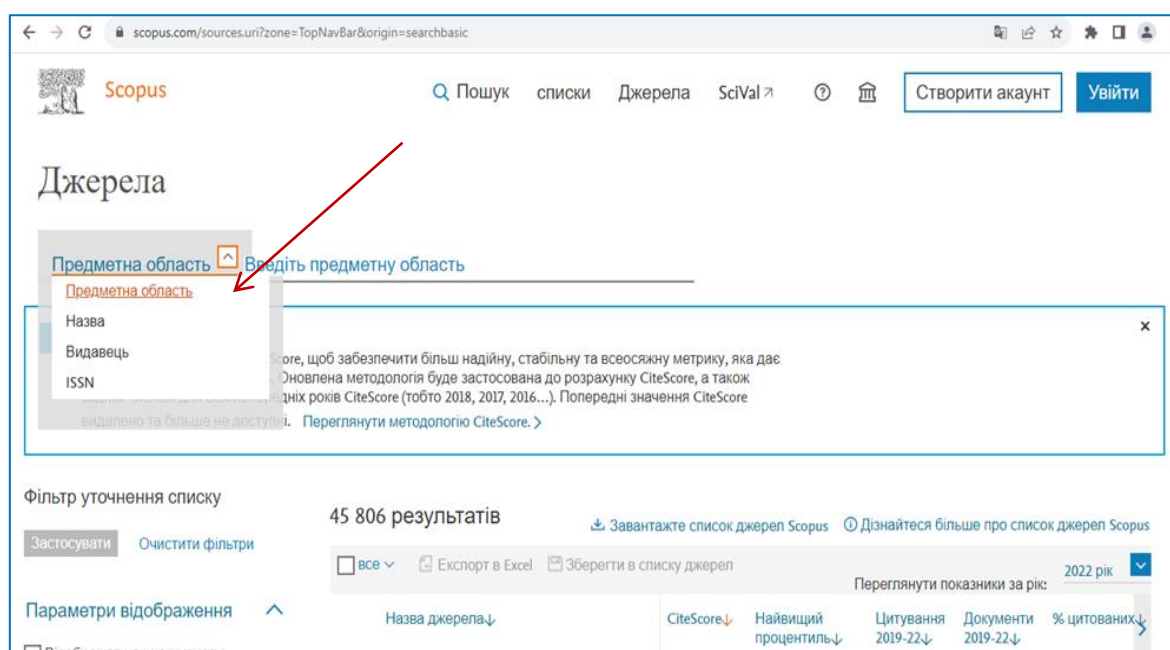 scopus.com/sources.uri?zone=TopNavBar&origin=searchbasic
Scopus
Пошук списки Джерела SciVal Створити акаунт Увійти
Джерела
Предметна область Введіть предметну область
Предметна область
Назва
Видавець
ISSN
щоб забезпечити більш надійну, стабільну та всеосяжну метрику, яка дає
Оновлена методологія буде застосована до розрахунку CiteScore, а також
років CiteScore (тобто 2018, 2017, 2016...). Попередні значення CiteScore
видалено та більше не доступні. Переглянути методологію CiteScore.
Фільтр уточнення списку
45 806 результатів
Завантажте список джерел Scopus Дізнайтеся більше про список джерел Scopus
Застосувати Очистити фільтри
все Експорт в Excel Зберегти в списку джерел
Переглянути показники за рік: 2022 рік
Параметри відображення
Назва джерела CiteScore Найвищий процентиль Цитування 2019-22 Документи 2019-22 % цитованих